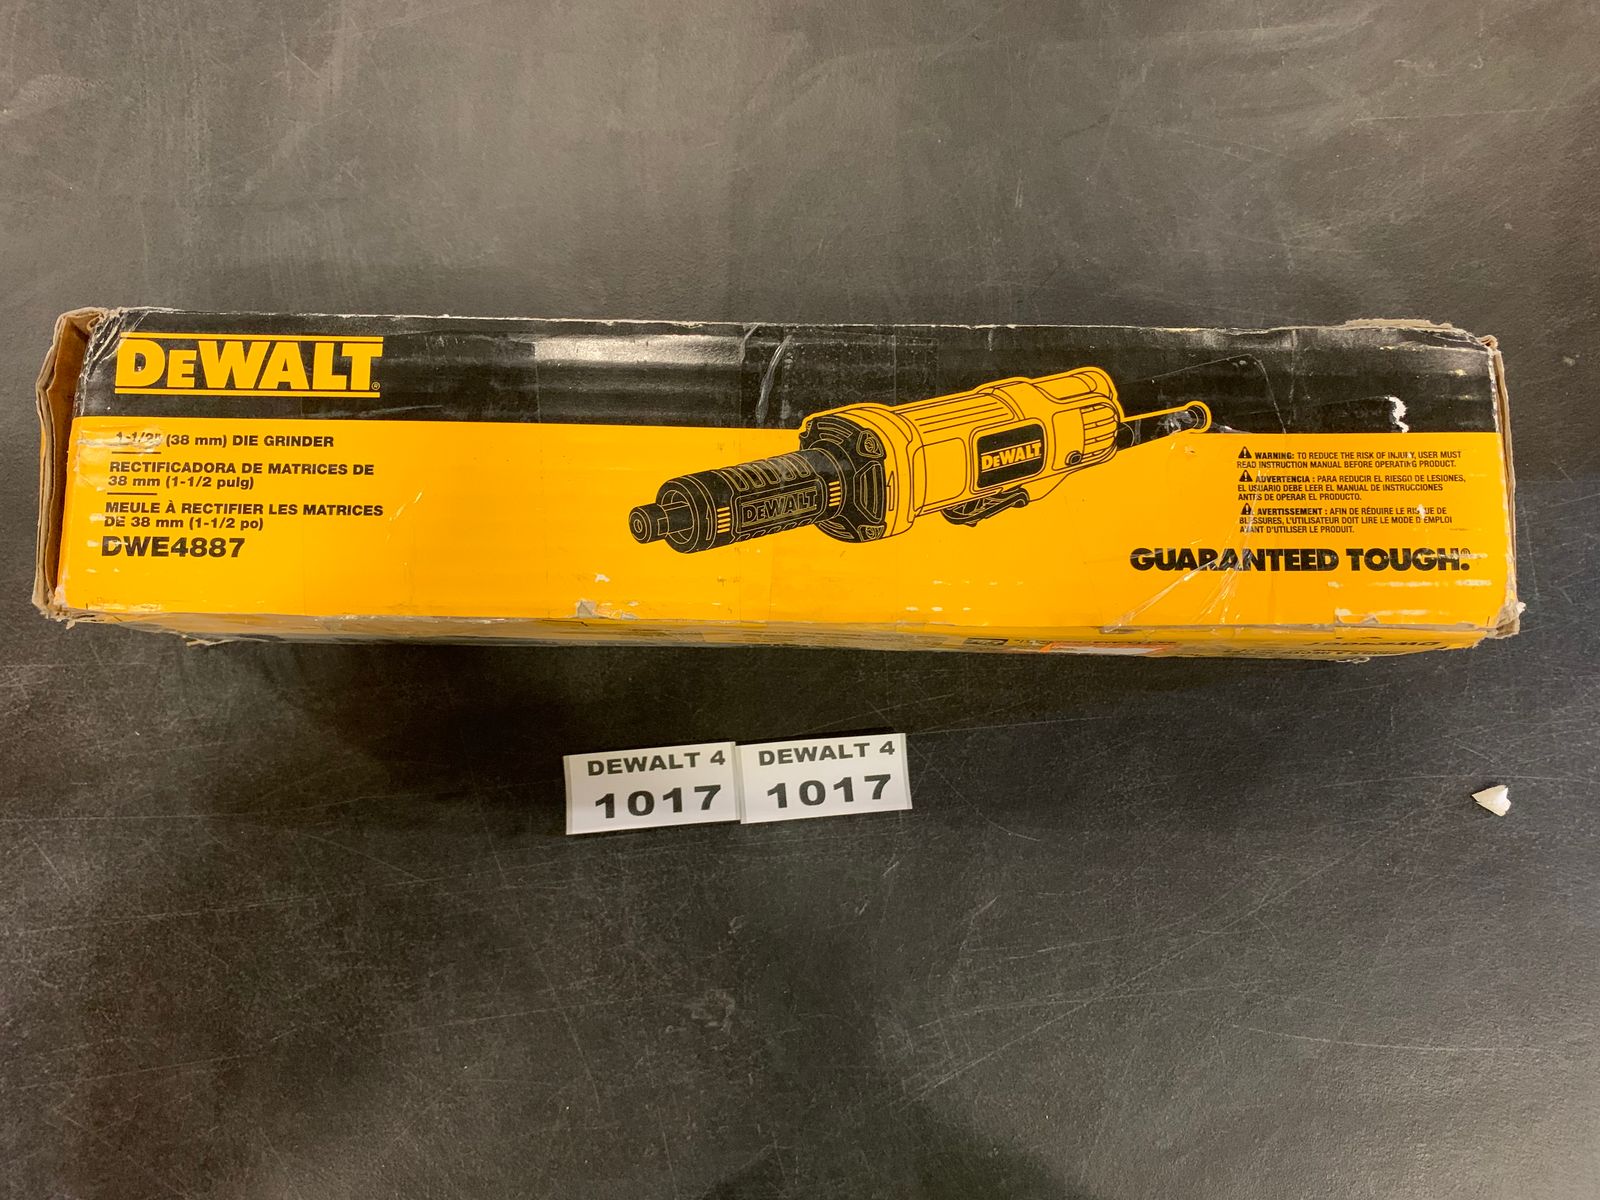 DEWALT®
1-1/2" (38 mm) DIE GRINDER
RECTIFICADORA DE MATRICES DE
38 mm (1-1/2 pulg)
MEULE À RECTIFIER LES MATRICES
DE 38 mm (1-1/2 po)
DWE4887
DEWALT
DEWALT
WARNING: TO REDUCE THE RISK OF INJURY, USER MUST
READ INSTRUCTION MANUAL BEFORE OPERATING PRODUCT.
ADVERTENCIA : PARA REDUCIR EL RIESGO DE LESIONES,
EL USUARIO DEBE LEER EL MANUAL DE INSTRUCCIONES
ANTES DE OPERAR EL PRODUCTO.
AVERTISSEMENT : AFIN DE RÉDUIRE LE RISQUE DE
BLESSURES, L'UTILISATEUR DOIT LIRE LE MODE D'EMPLOI
AVANT D'UTILISER LE PRODUIT.
GUARANTEED TOUGH.®
DEWALT 4
1017
DEWALT 4
1017